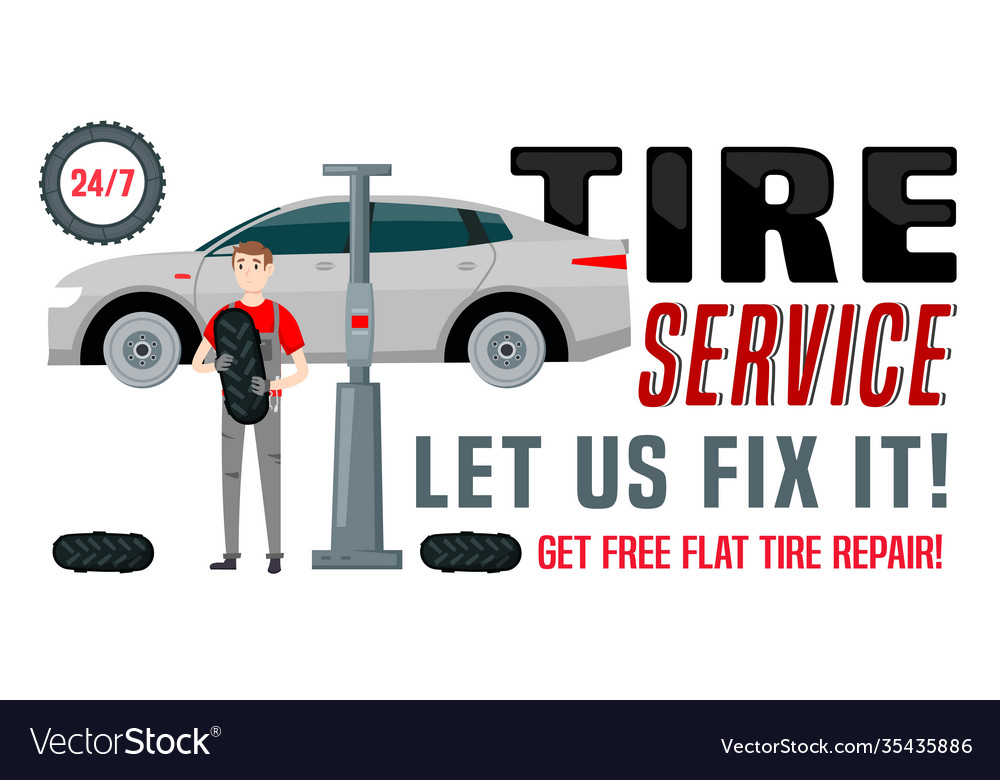 24/7
TIRE
SERVICE
LET US FIX IT!
GET FREE FLAT TIRE REPAIR!
VectorStock®
VectorStock.com/35435886